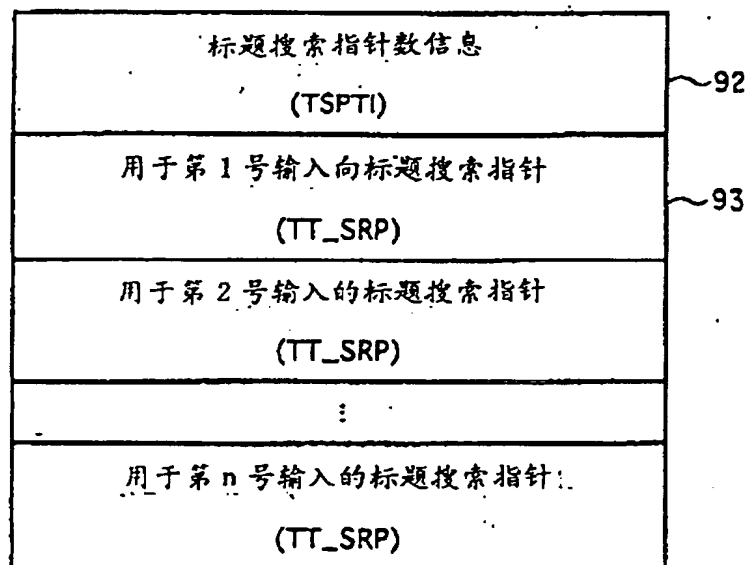 标题搜索指针数信息
(TSPTI)
92
用于第1号输入向标题搜索指针
(TT_SRP)
93
用于第2号输入的标题搜索指针
(TT_SRP)
⋮
用于第n号输入的标题搜索指针
(TT_SRP)